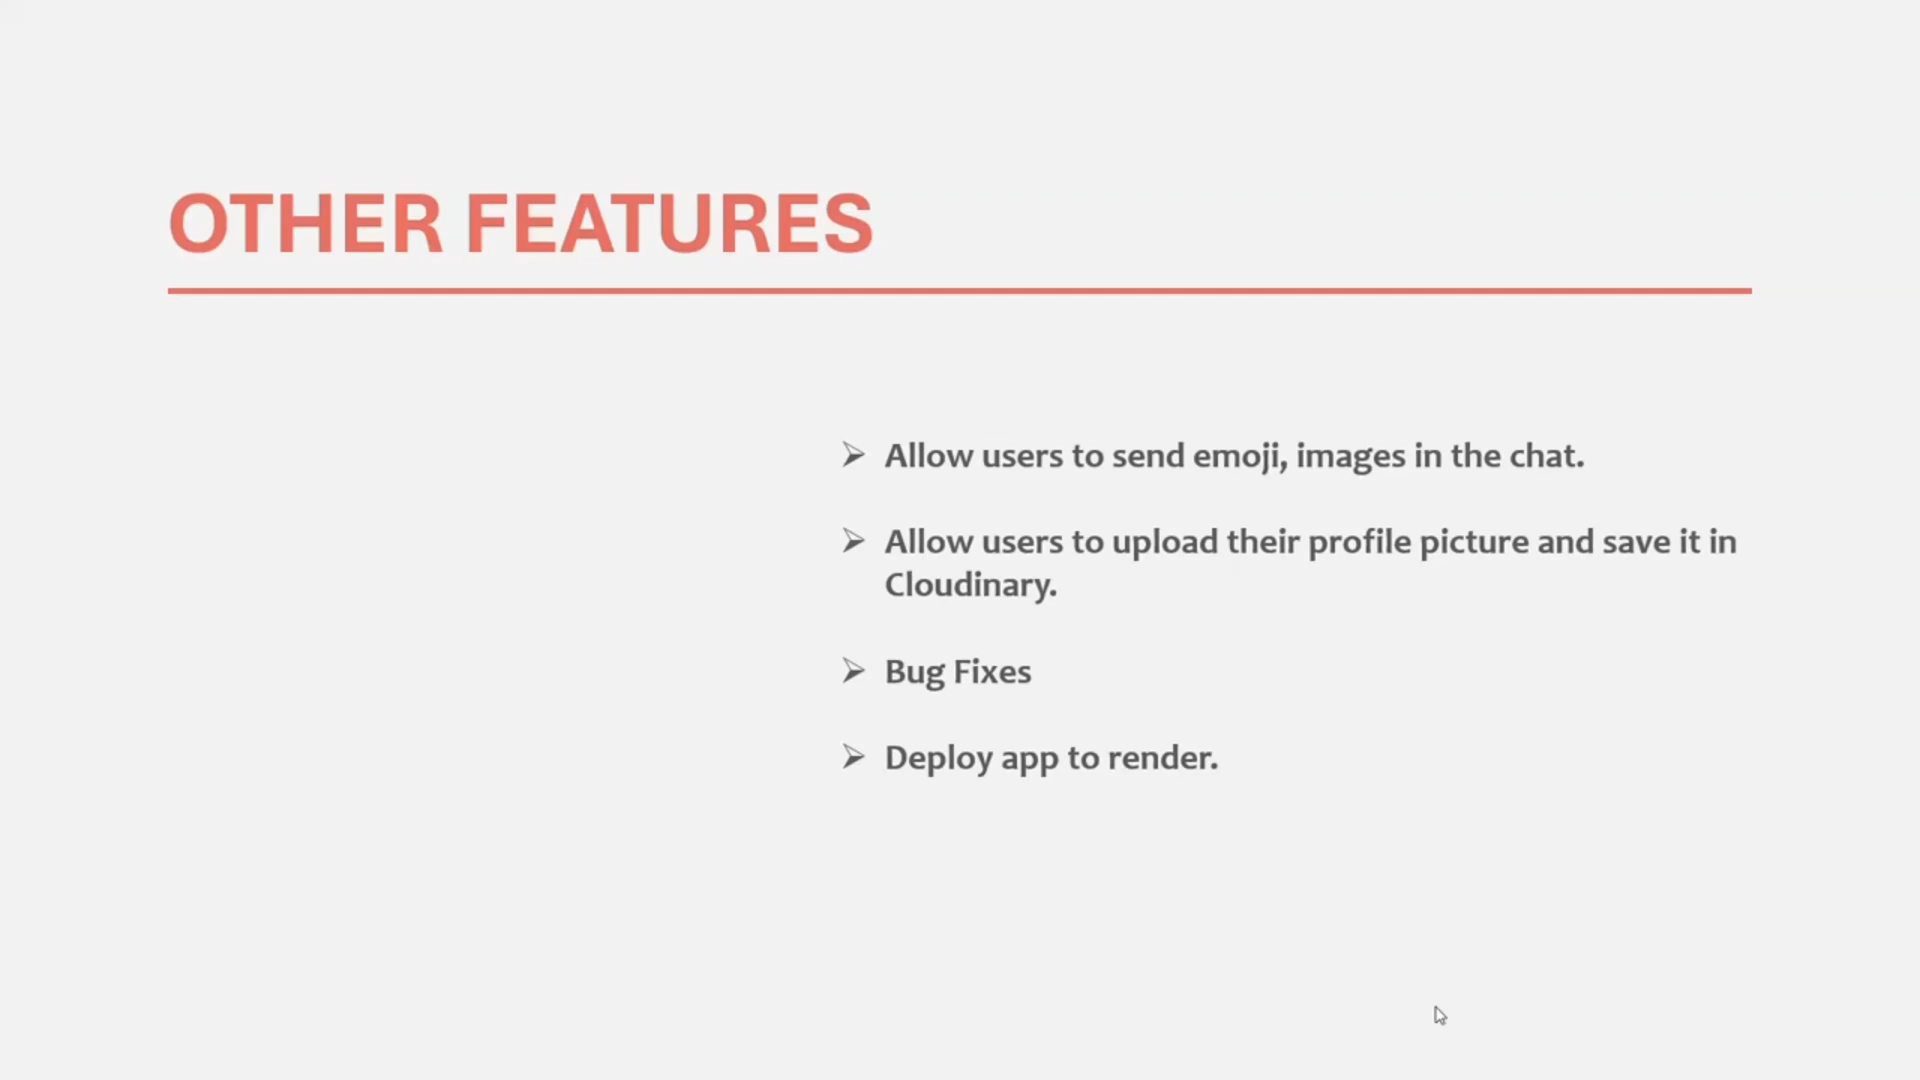 OTHER FEATURES
Allow users to send emoji, images in the chat.
Allow users to upload their profile picture and save it in
Cloudinary.
Bug Fixes
Deploy app to render.